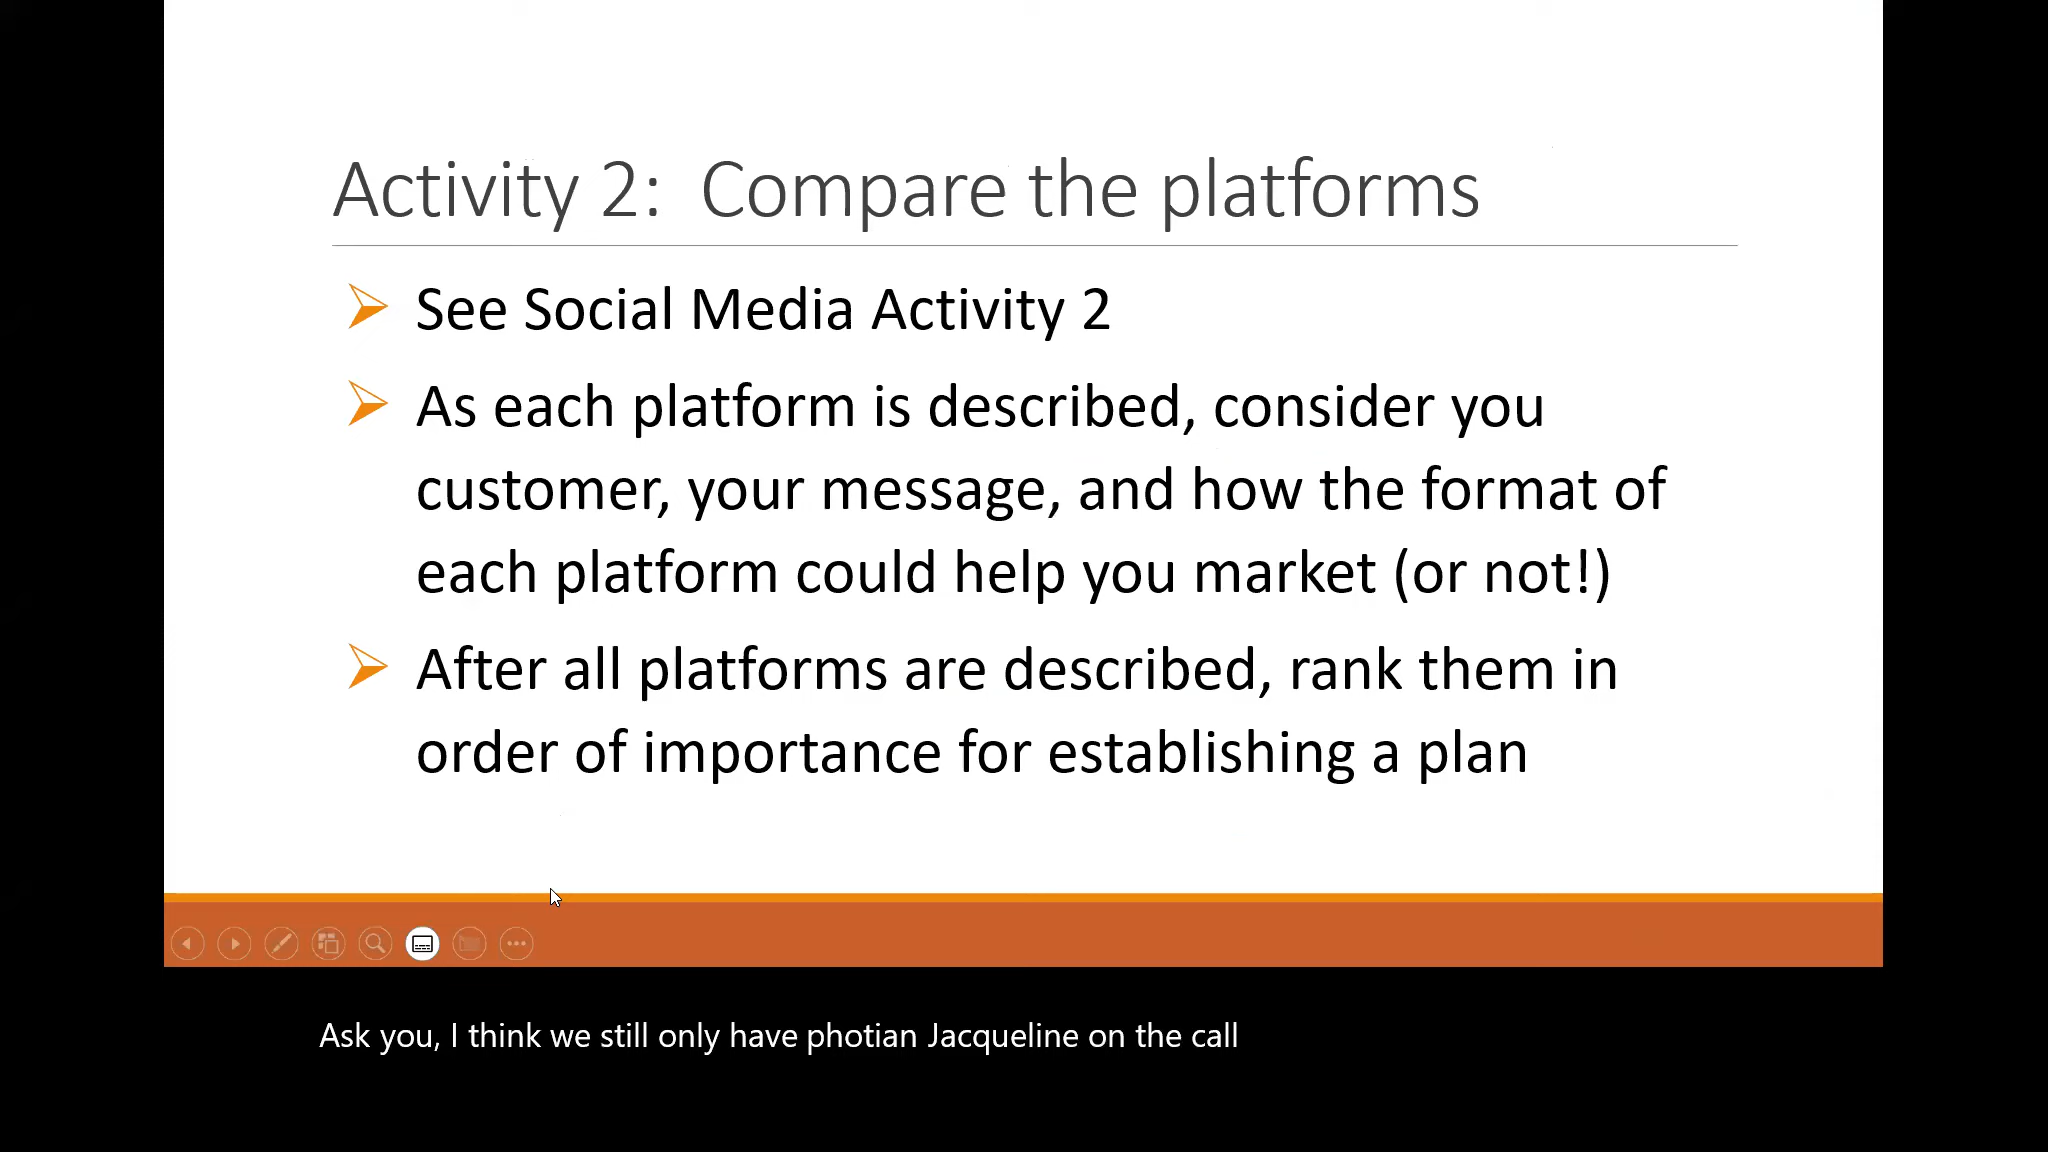 Activity 2: Compare the platforms
See Social Media Activity 2
As each platform is described, consider you
customer, your message, and how the format of
each platform could help you market (or not!)
After all platforms are described, rank them in
order of importance for establishing a plan
Ask you, I think we still only have photian Jacqueline on the call